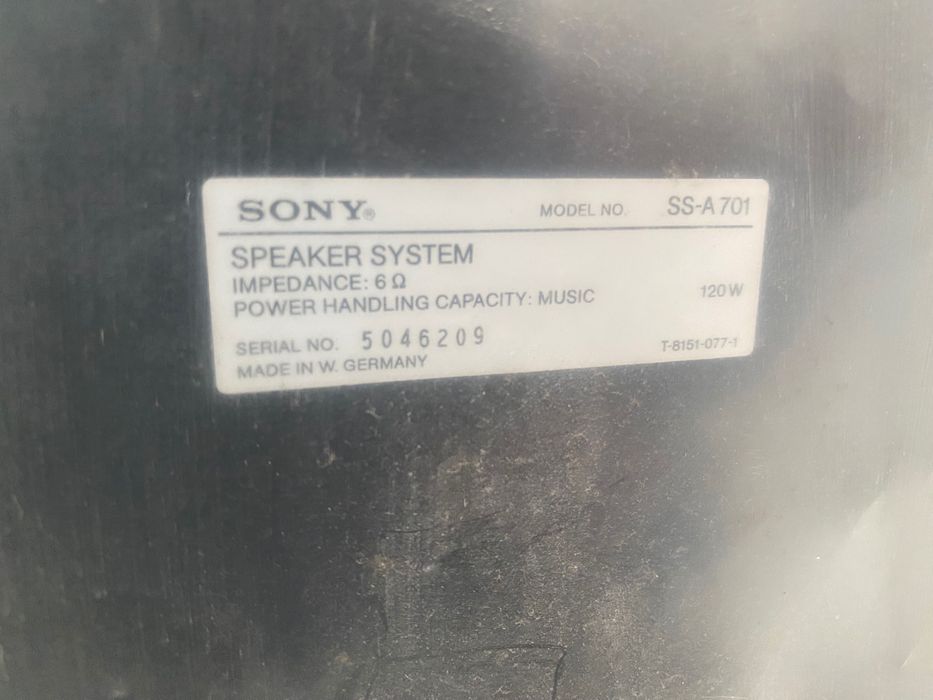 SONY® MODEL NO. SS-A701
SPEAKER SYSTEM
IMPEDANCE: 6 Ω
POWER HANDLING CAPACITY: MUSIC 120 W
SERIAL NO. 5046209
MADE IN W. GERMANY T-8151-077-1